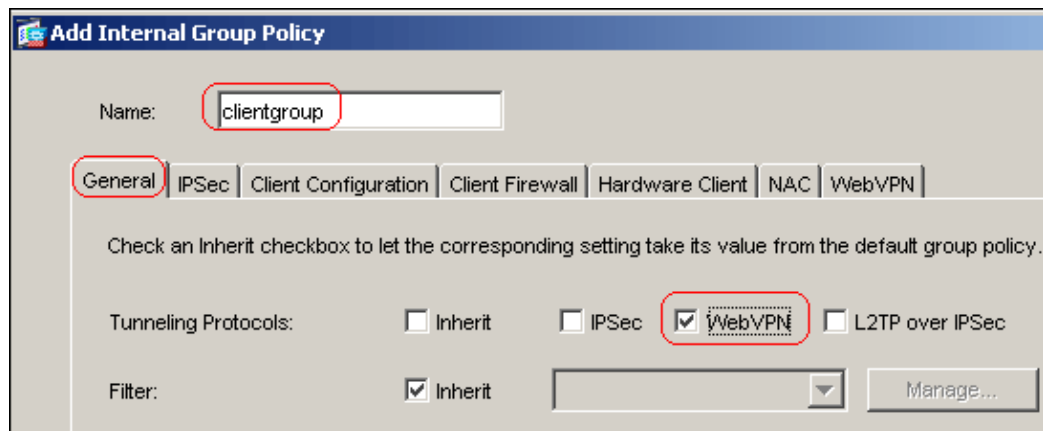 Add Internal Group Policy
Name: clientgroup
General IPSec Client Configuration Client Firewall Hardware Client NAC WebVPN
Check an Inherit checkbox to let the corresponding setting take its value from the default group policy.
Tunneling Protocols: Inherit IPSec WebVPN L2TP over IPSec
Filter: Inherit Manage...